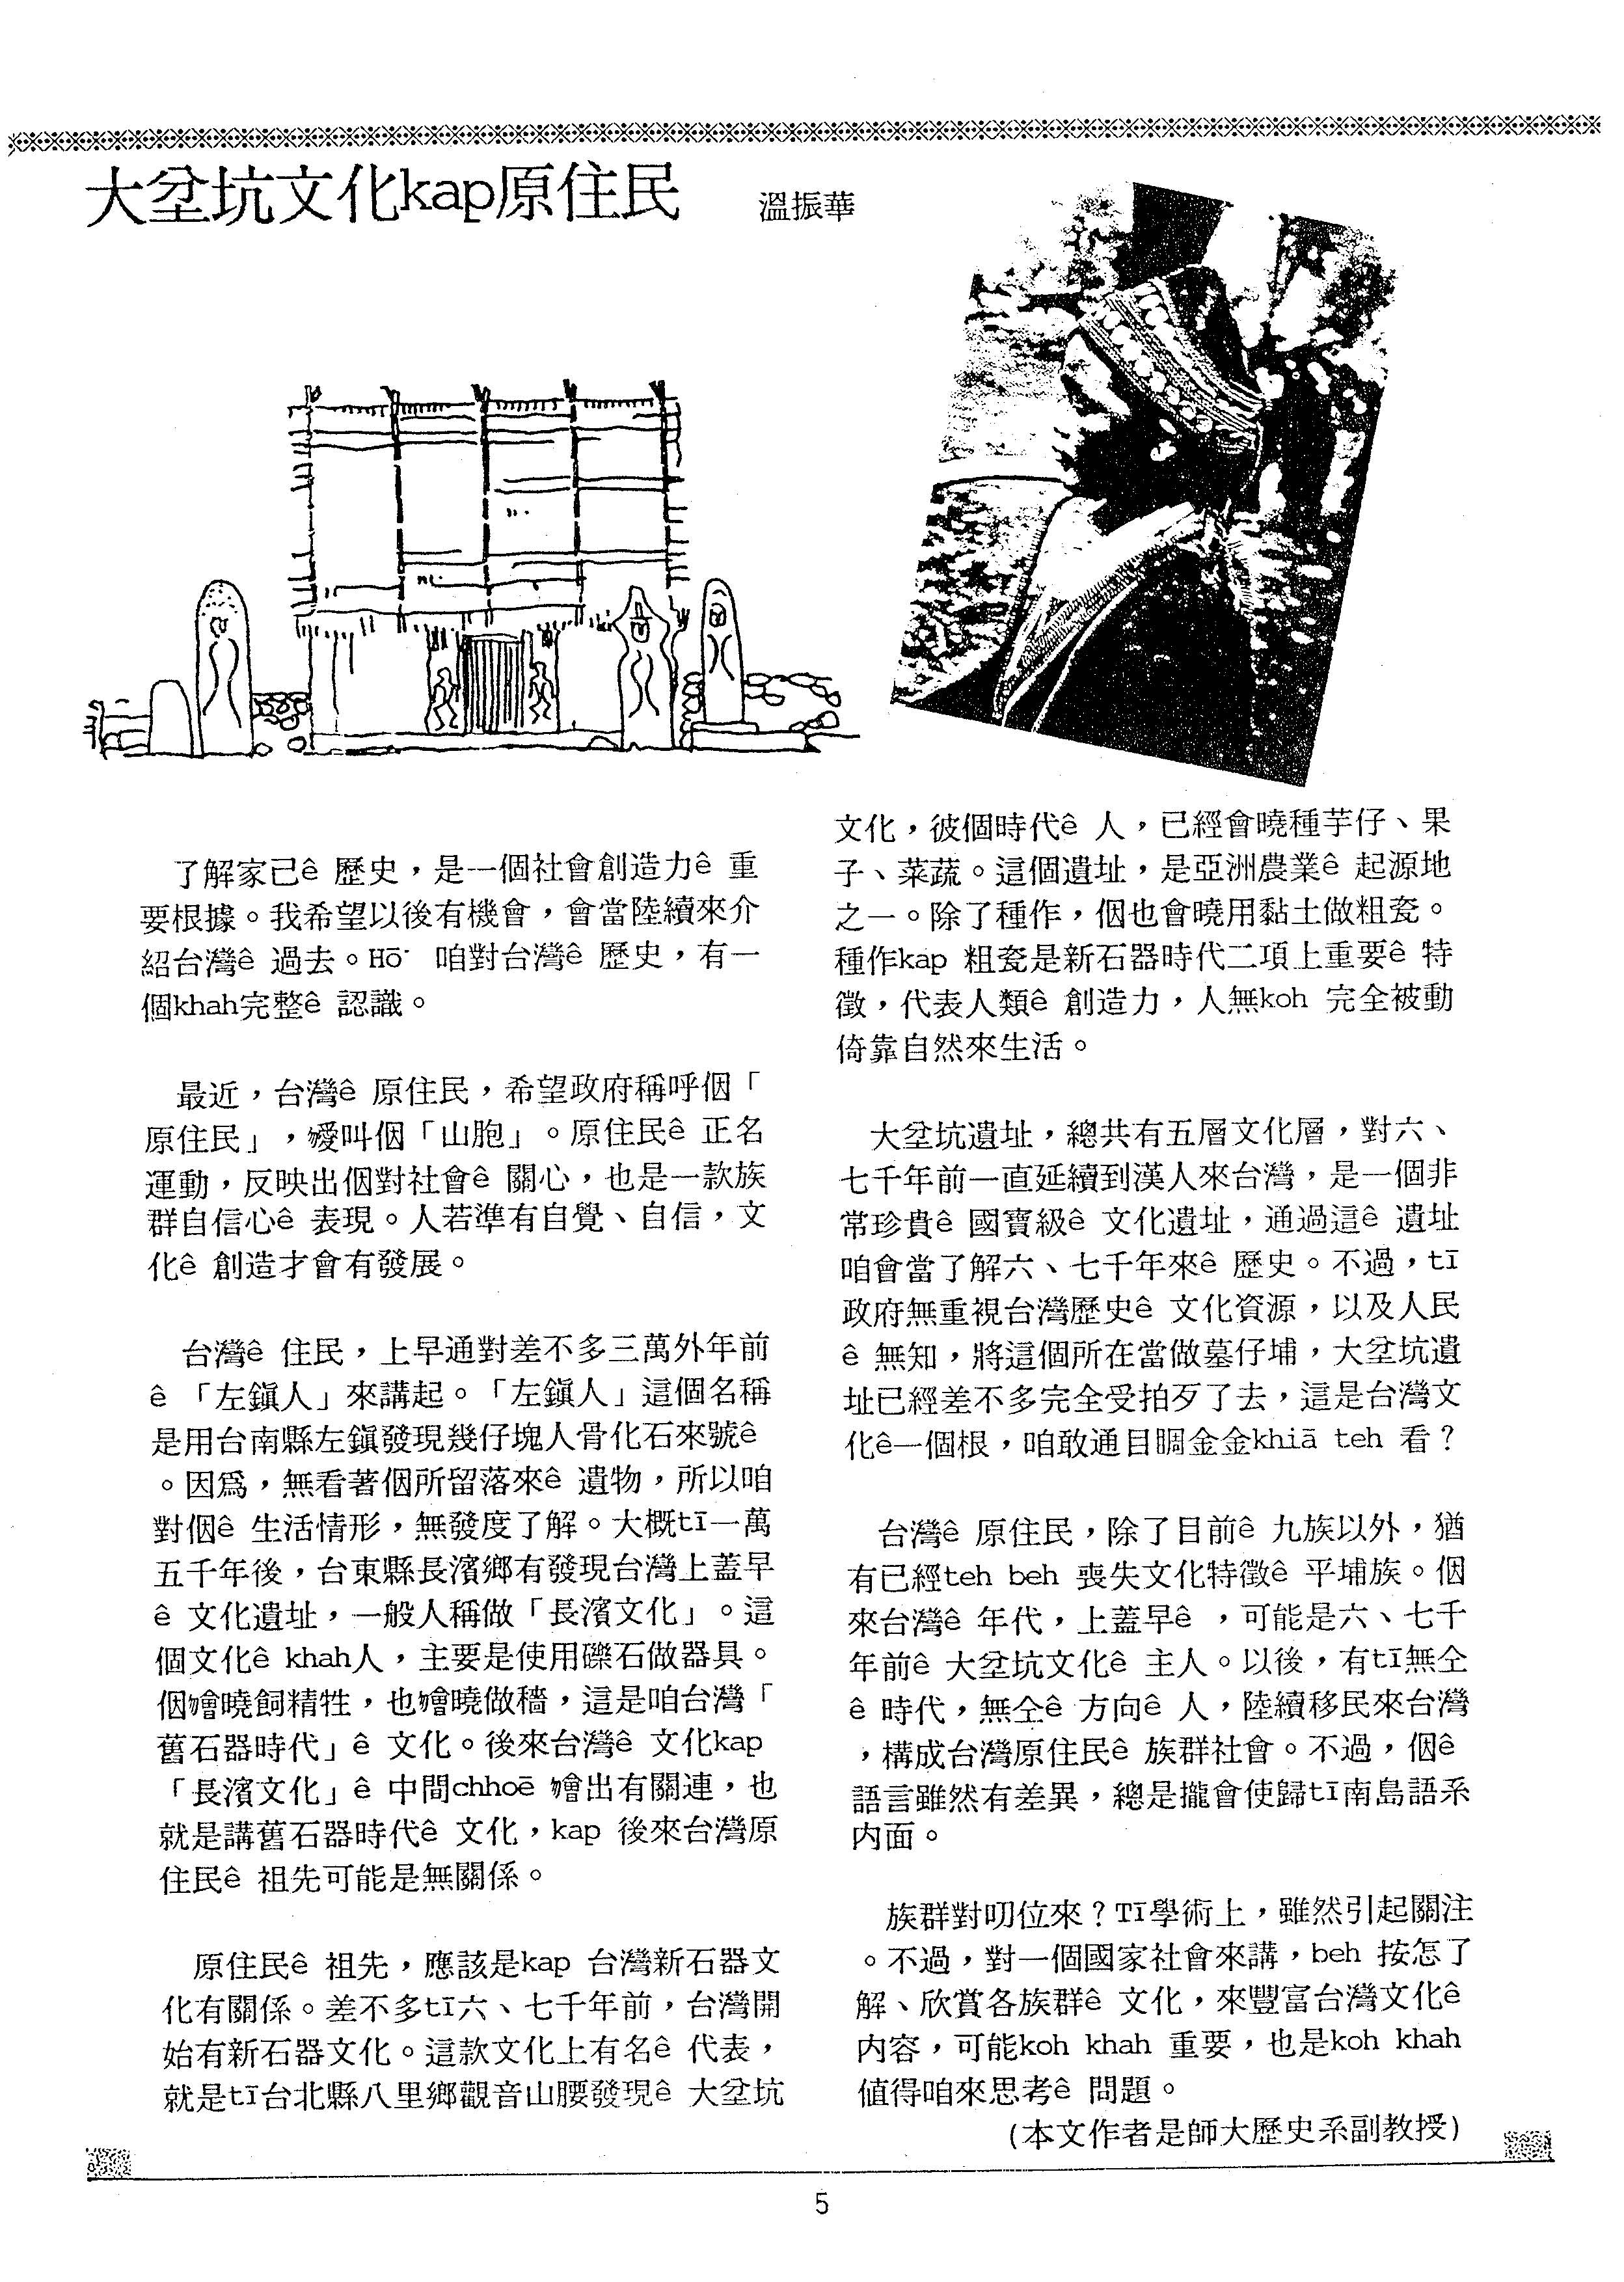 大坌坑文化kap原住民
溫振華
了解家己ê 歷史，是一個社會創造力ê 重
要根據。我希望以後有機會，會當陸續來介
紹台灣ê 過去。Hō͘ 咱對台灣ê 歷史，有一
個khah完整ê 認識。
最近，台灣ê 原住民，希望政府稱呼佃「
原住民」，嬡叫佃「山胞」。原住民ê 正名
運動，反映出佃對社會ê 關心，也是一款族
群自信心ê 表現。人若準有自覺、自信，文
化ê 創造才會有發展。
台灣ê 住民，上早通對差不多三萬外年前
ê 「左鎭人」來講起。「左鎭人」這個名稱
是用台南縣左鎭發現幾仔塊人骨化石來號ê
。因爲，無看著佃所留落來ê 遺物，所以咱
對佃ê 生活情形，無發度了解。大概tī一萬
五千年後，台東縣長濱鄉有發現台灣上蓋早
ê 文化遺址，一般人稱做「長濱文化」。這
個文化ê khah人，主要是使用礫石做器具。
佃𣍐曉飼精牲，也𣍐曉做穡，這是咱台灣「
舊石器時代」ê 文化。後來台灣ê 文化kap
「長濱文化」ê 中間chhoē 𣍐出有關連，也
就是講舊石器時代ê 文化，kap 後來台灣原
住民ê 祖先可能是無關係。
原住民ê 祖先，應該是kap 台灣新石器文
化有關係。差不多tī六、七千年前，台灣開
始有新石器文化。這款文化上有名ê 代表，
就是tī台北縣八里鄉觀音山腰發現ê 大坌坑
文化，彼個時代ê 人，已經會曉種芋仔、果
子、菜蔬。這個遺址，是亞洲農業ê 起源地
之一。除了種作，佃也會曉用黏土做粗瓷。
種作kap 粗瓷是新石器時代二項上重要ê 特
徵，代表人類ê 創造力，人無koh 完全被動
倚靠自然來生活。
大坌坑遺址，總共有五層文化層，對六、
七千年前一直延續到漢人來台灣，是一個非
常珍貴ê 國寶級ê 文化遺址，通過這ê 遺址
咱會當了解六、七千年來ê 歷史。不過，tī
政府無重視台灣歷史ê 文化資源，以及人民
ê 無知，將這個所在當做墓仔埔，大坌坑遺
址已經差不多完全受拍歹了去，這是台灣文
化ê一個根，咱敢通目睭金金khiā teh 看？
台灣ê 原住民，除了目前ê 九族以外，猶
有已經teh beh 喪失文化特徵ê 平埔族。佃
來台灣ê 年代，上蓋早ê ，可能是六、七千
年前ê 大坌坑文化ê 主人。以後，有tī無仝
ê 時代，無仝ê 方向ê 人，陸續移民來台灣
，構成台灣原住民ê 族群社會。不過，佃ê
語言雖然有差異，總是攏會使歸tī南島語系
內面。
族群對叨位來？Tī學術上，雖然引起關注
。不過，對一個國家社會來講，beh 按怎了
解、欣賞各族群ê 文化，來豐富台灣文化ê
內容，可能koh khah 重要，也是koh khah
值得咱來思考ê 問題。
(本文作者是師大歷史系副教授)
5